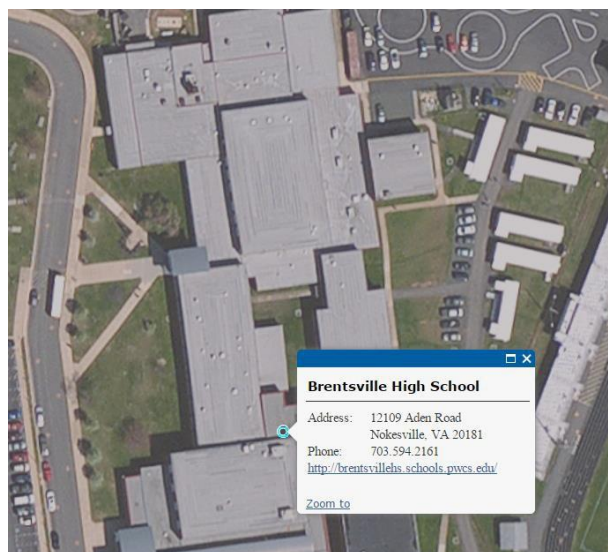 Brentsville High School
Address: 12109 Aden Road
Nokesville, VA 20181
Phone: 703.594.2161
http://brentsvillehs.schools.pwcs.edu/
Zoom to